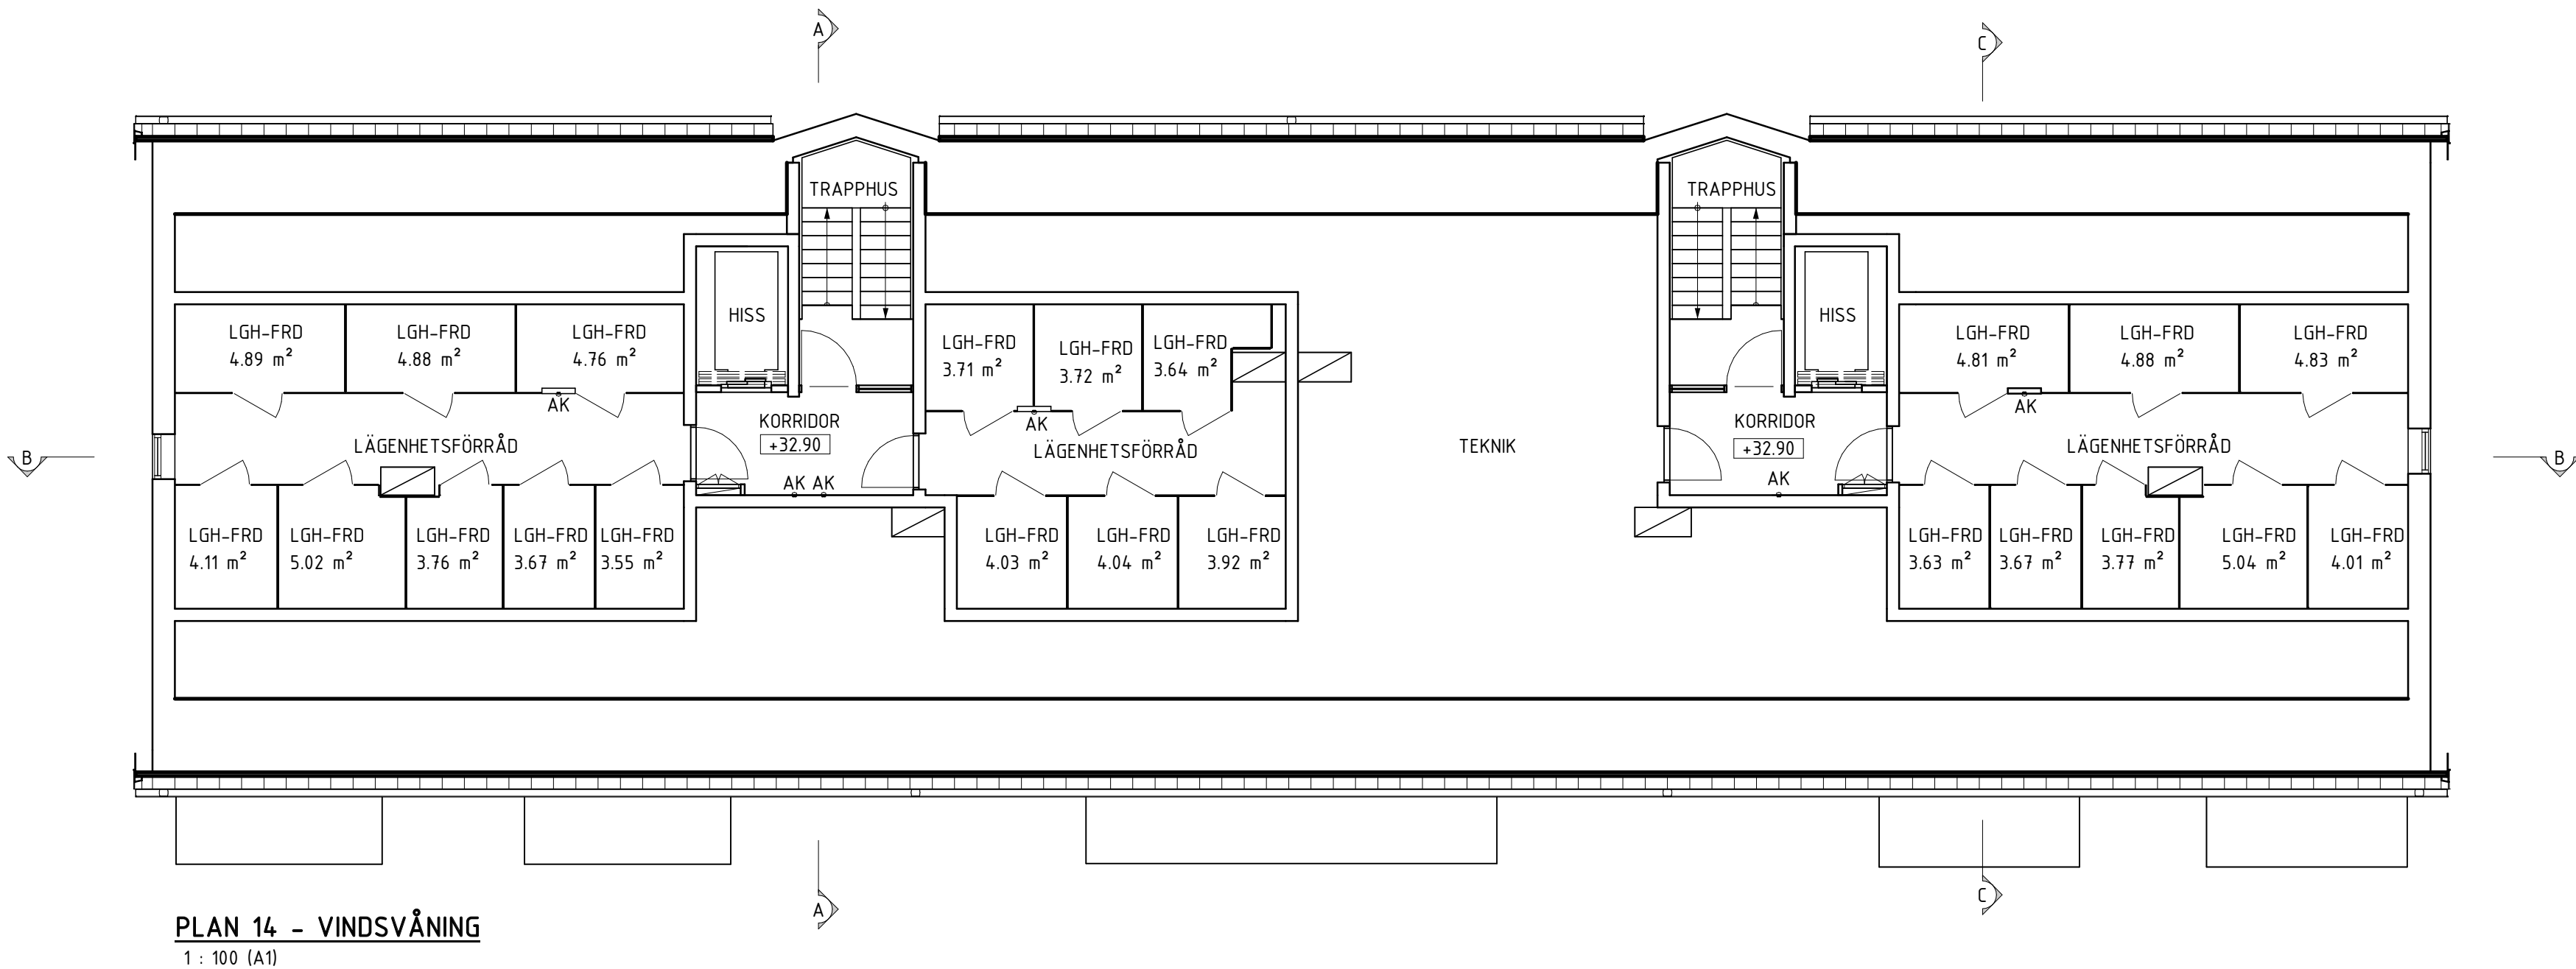 A
C
TRAPPHUS
TRAPPHUS
HISS
HISS
LGH-FRD
4.89 m²
LGH-FRD
4.88 m²
LGH-FRD
4.76 m²
LGH-FRD
3.71 m²
LGH-FRD
3.72 m²
LGH-FRD
3.64 m²
LGH-FRD
4.81 m²
LGH-FRD
4.88 m²
LGH-FRD
4.83 m²
AK
AK
AK
KORRIDOR
+32.90
KORRIDOR
+32.90
B
LÄGENHETSFÖRRÅD
LÄGENHETSFÖRRÅD
TEKNIK
LÄGENHETSFÖRRÅD
B
AK AK
AK
LGH-FRD
4.11 m²
LGH-FRD
5.02 m²
LGH-FRD
3.76 m²
LGH-FRD
3.67 m²
LGH-FRD
3.55 m²
LGH-FRD
4.03 m²
LGH-FRD
4.04 m²
LGH-FRD
3.92 m²
LGH-FRD
3.63 m²
LGH-FRD
3.67 m²
LGH-FRD
3.77 m²
LGH-FRD
5.04 m²
LGH-FRD
4.01 m²
A
C
PLAN 14 - VINDSVÅNING
1 : 100 (A1)